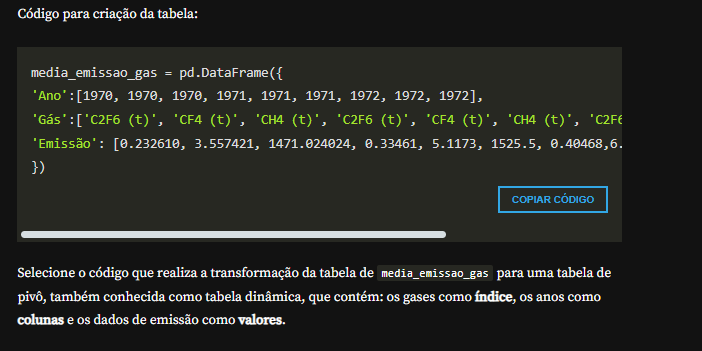 Código para criação da tabela:
media_emissao_gas = pd.DataFrame({
'Ano':[1970, 1970, 1970, 1971, 1971, 1971, 1972, 1972, 1972],
'Gás':['C2F6 (t)', 'CF4 (t)', 'CH4 (t)', 'C2F6 (t)', 'CF4 (t)', 'CH4 (t)', 'C2F6
'Emissão': [0.232610, 3.557421, 1471.024024, 0.33461, 5.1173, 1525.5, 0.40468,6.
})
COPIAR CÓDIGO
Selecione o código que realiza a transformação da tabela de media_emissao_gas para uma tabela de
pivô, também conhecida como tabela dinâmica, que contém: os gases como índice, os anos como
colunas e os dados de emissão como valores.